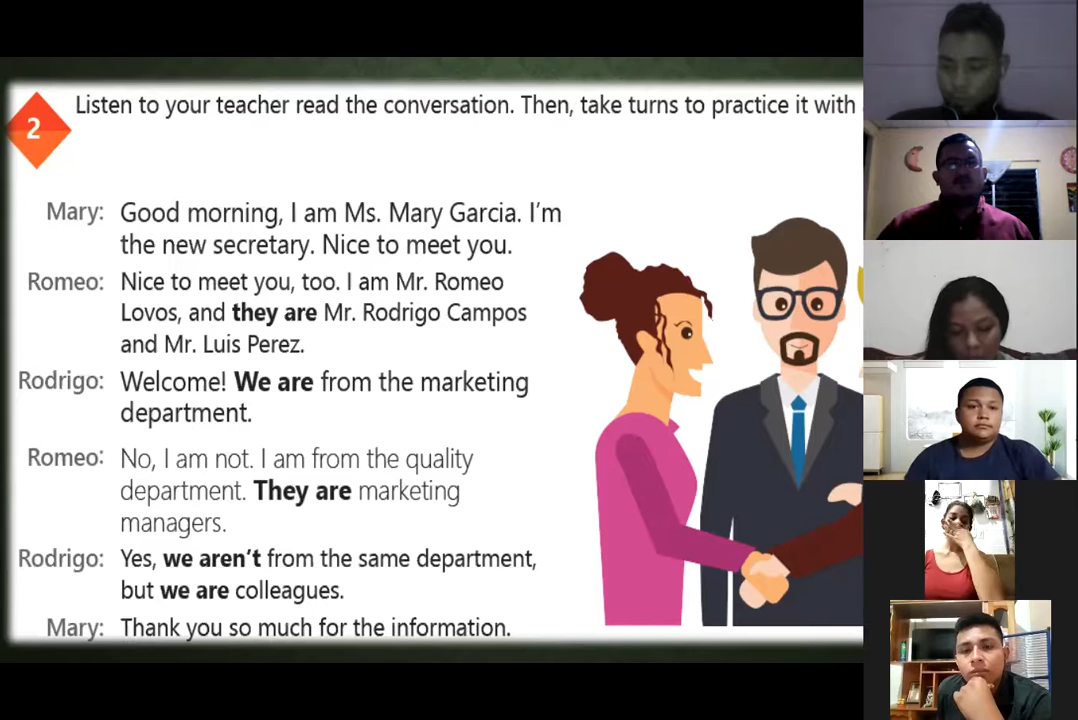 2
Listen to your teacher read the conversation. Then, take turns to practice it with
Mary: Good morning, I am Ms. Mary Garcia. I'm
the new secretary. Nice to meet you.
Romeo: Nice to meet you, too. I am Mr. Romeo
Lovos, and they are Mr. Rodrigo Campos
and Mr. Luis Perez.
Rodrigo: Welcome! We are from the marketing
department.
Romeo: No, I am not. I am from the quality
department. They are marketing
managers.
Rodrigo: Yes, we aren't from the same department,
but we are colleagues.
Mary: Thank you so much for the information.